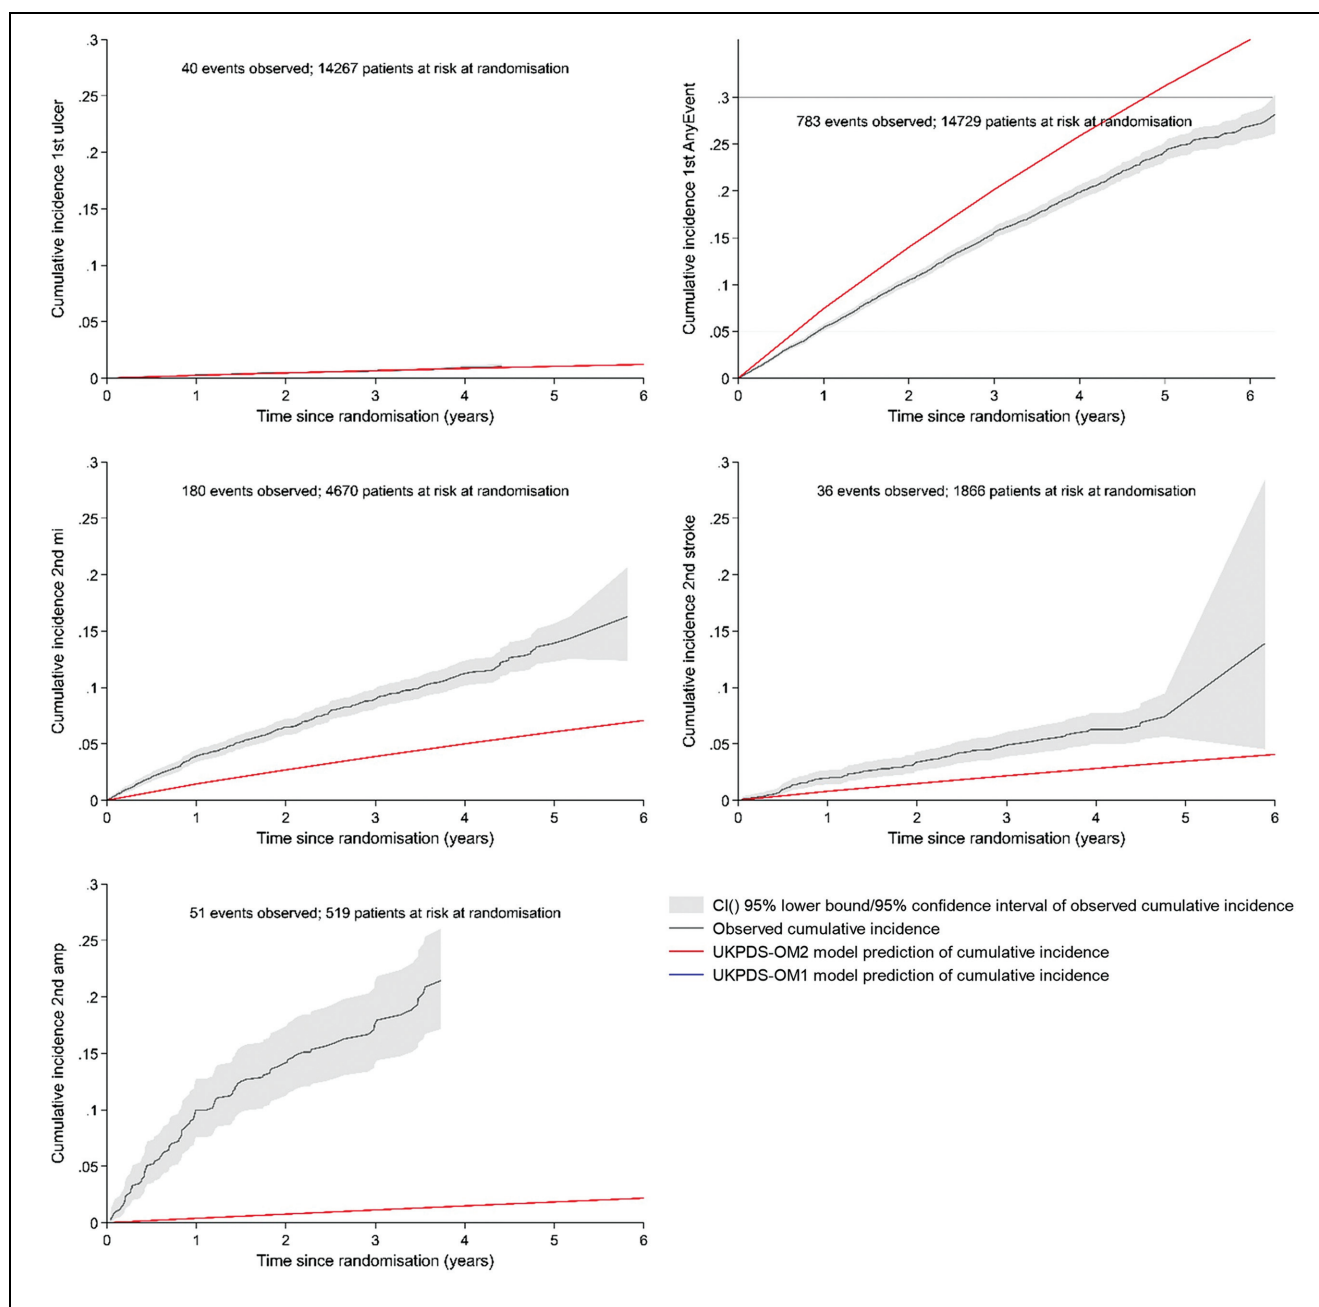 .3
.25
.2
.15
.1
.05
0
Cumulative incidence 1st ulcer
40 events observed; 14267 patients at risk at randomisation
0 1 2 3 4 5 6
Time since randomisation (years)
.3
.25
.2
.15
.1
.05
0
Cumulative incidence 1st AnyEvent
783 events observed; 14729 patients at risk at randomisation
0 1 2 3 4 5 6
Time since randomisation (years)
.3
.25
.2
.15
.1
.05
0
Cumulative incidence 2nd mi
180 events observed; 4670 patients at risk at randomisation
0 1 2 3 4 5 6
Time since randomisation (years)
.3
.25
.2
.15
.1
.05
0
Cumulative incidence 2nd stroke
36 events observed; 1866 patients at risk at randomisation
0 1 2 3 4 5 6
Time since randomisation (years)
.3
.25
.2
.15
.1
.05
0
Cumulative incidence 2nd amp
51 events observed; 519 patients at risk at randomisation
0 1 2 3 4 5 6
Time since randomisation (years)
CI() 95% lower bound/95% confidence interval of observed cumulative incidence
Observed cumulative incidence
UKPDS-OM2 model prediction of cumulative incidence
UKPDS-OM1 model prediction of cumulative incidence